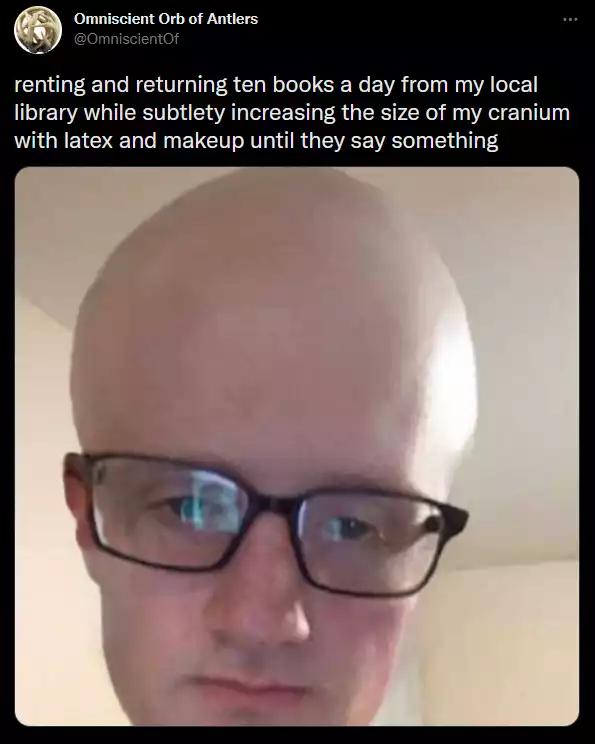 Omniscient Orb of Antlers
@OmniscientOf
renting and returning ten books a day from my local
library while subtlety increasing the size of my cranium
with latex and makeup until they say something